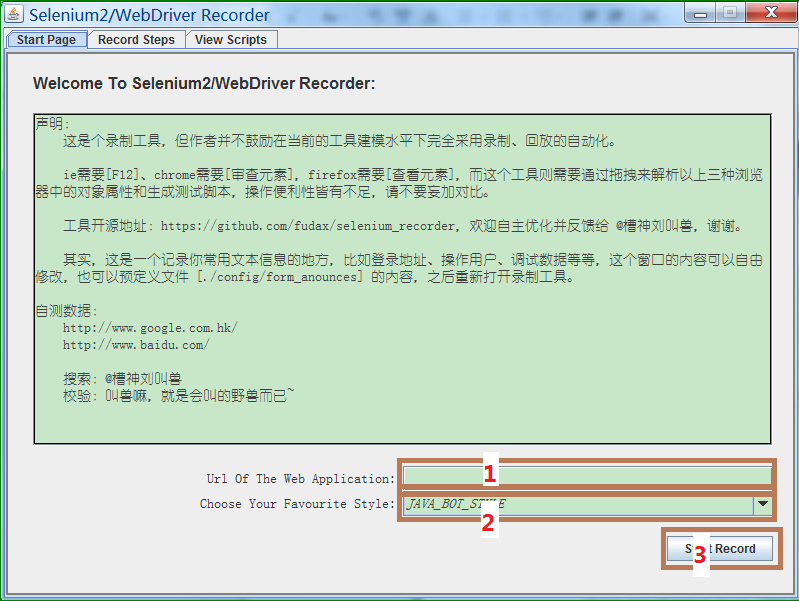 Selenium2/WebDriver Recorder
Start Page Record Steps View Scripts
Welcome To Selenium2/WebDriver Recorder:
声明:
这是个录制工具, 但作者并不鼓励在当前的工具建模水平下完全采用录制、回放的自动化。
ie需要[F12]、chrome需要[审查元素], firefox需要[查看元素], 而这个工具则需要通过拖拽来解析以上三种浏览
器中的对象属性和生成测试脚本, 操作便利性皆有不足, 请不要妄加对比。
工具开源地址: https://github.com/fudax/selenium_recorder, 欢迎自主优化并反馈给 @槽神刘叫兽, 谢谢。
其实, 这是一个记录你常用文本信息的地方, 比如登录地址、操作用户、调试数据等等, 这个窗口的内容可以自由
修改, 也可以预定义文件 [./config/form_anounces] 的内容, 之后重新打开录制工具。
自测数据:
http://www.google.com.hk/
http://www.baidu.com/
搜索: @槽神刘叫兽
校验: 叫兽嘛, 就是会叫的野兽而已~
Url Of The Web Application: 1
Choose Your Favourite Style: JAVA_BOT_STYLE
2
3 Record